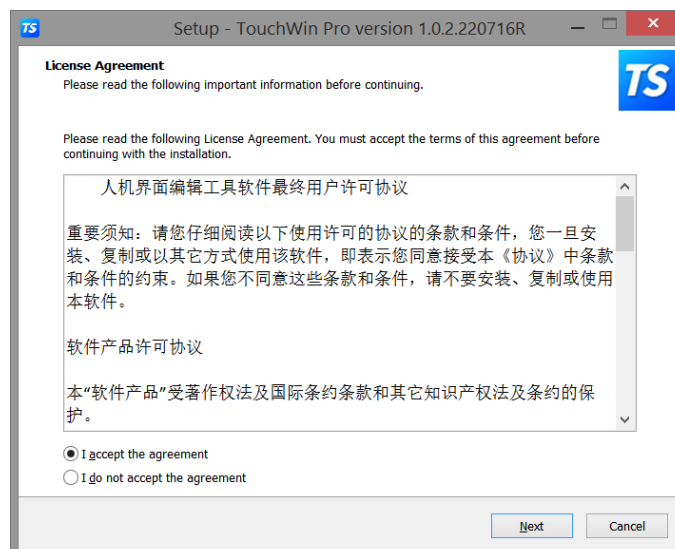 TS
Setup - TouchWin Pro version 1.0.2.220716R
License Agreement
Please read the following important information before continuing.
TS
Please read the following License Agreement. You must accept the terms of this agreement before
continuing with the installation.
人机界面编辑工具软件最终用户许可协议
重要须知：请您仔细阅读以下使用许可的协议的条款和条件，您一旦安
装、复制或以其它方式使用该软件，即表示您同意接受本《协议》中条款
和条件的约束。如果您不同意这些条款和条件，请不要安装、复制或使用
本软件。
软件产品许可协议
本“软件产品”受著作权法及国际条约条款和其它知识产权法及条约的保
护。
I accept the agreement
I do not accept the agreement
Next
Cancel